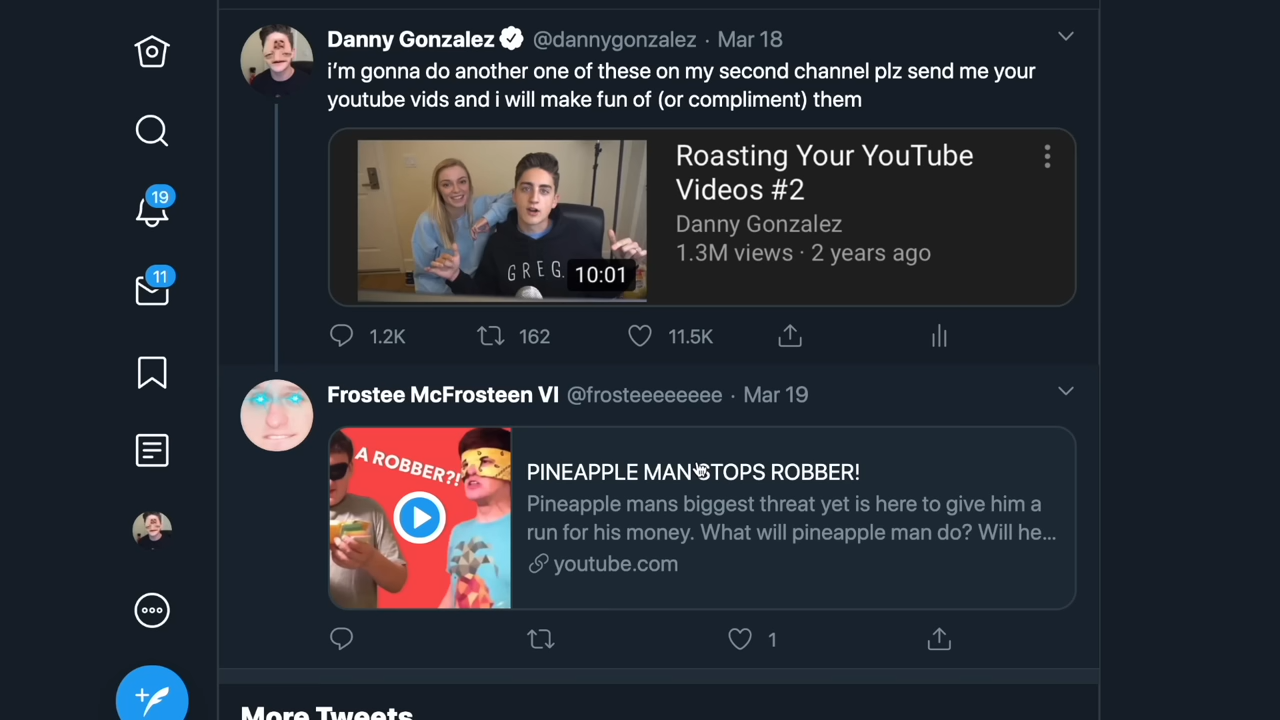 Danny Gonzalez @dannygonzalez · Mar 18
i'm gonna do another one of these on my second channel plz send me your
youtube vids and i will make fun of (or compliment) them
Roasting Your YouTube
Videos #2
Danny Gonzalez
1.3M views · 2 years ago
GREG.
10:01
1.2K 162 11.5K
19
11
Frostee McFrosteen VI @frosteeeeeeee · Mar 19
A ROBBER?!
PINEAPPLE MAN STOPS ROBBER!
Pineapple mans biggest threat yet is here to give him a
run for his money. What will pineapple man do? Will he...
youtube.com
1
More Tweets